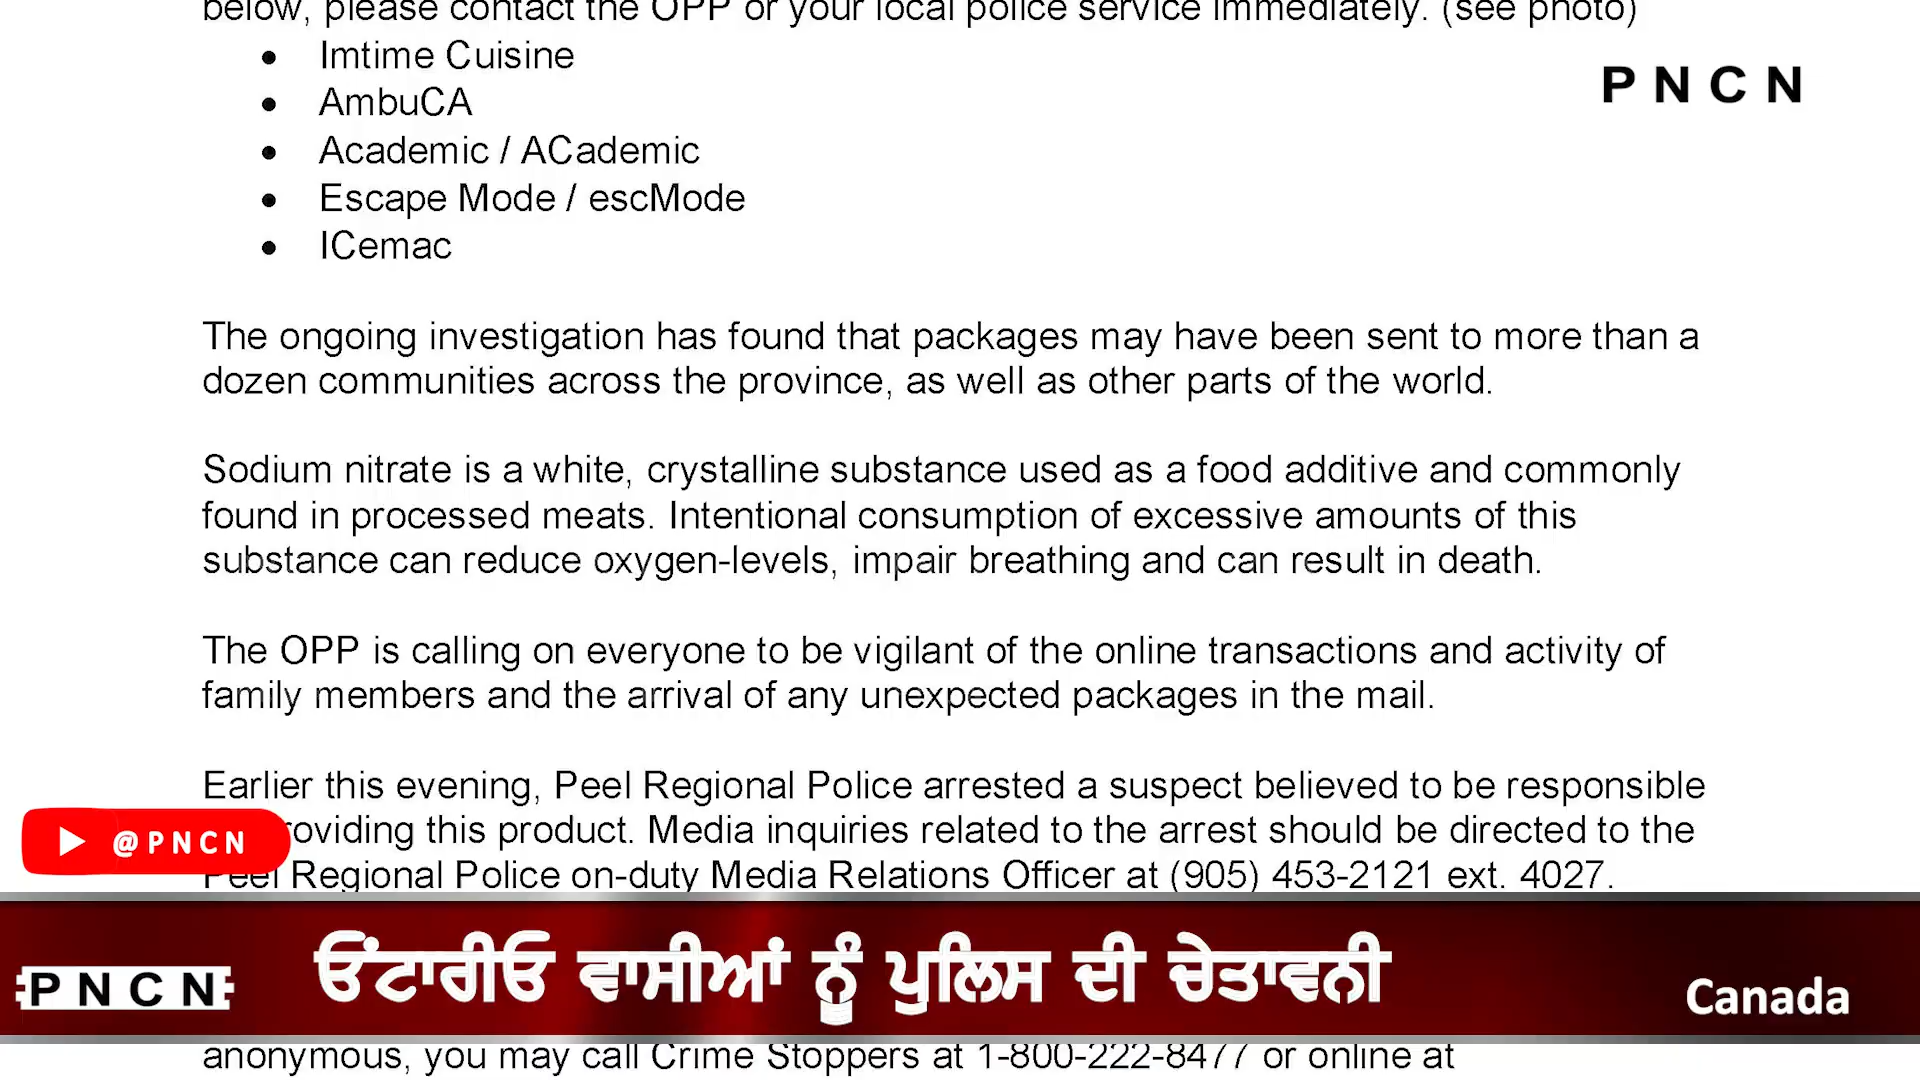 below, please contact the OPP or your local police service immediately. (see photo)
• Imtime Cuisine
PNCN
• AmbuCA
• Academic / ACademic
• Escape Mode / escMode
• ICemac
The ongoing investigation has found that packages may have been sent to more than a
dozen communities across the province, as well as other parts of the world.
Sodium nitrate is a white, crystalline substance used as a food additive and commonly
found in processed meats. Intentional consumption of excessive amounts of this
substance can reduce oxygen-levels, impair breathing and can result in death.
The OPP is calling on everyone to be vigilant of the online transactions and activity of
family members and the arrival of any unexpected packages in the mail.
Earlier this evening, Peel Regional Police arrested a suspect believed to be responsible
@PNCN
roviding this product. Media inquiries related to the arrest should be directed to the
Peel Regional Police on-duty Media Relations Officer at (905) 453-2121 ext. 4027.
PNCN
ਓਂਟਾਰੀਓ ਵਾਸੀਆਂ ਨੂੰ ਪੁਲਿਸ ਦੀ ਚੇਤਾਵਨੀ
Canada
anonymous, you may call Crime Stoppers at 1-800-222-8477 or online at